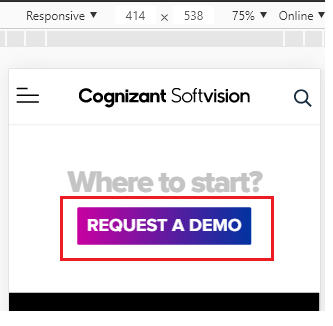 Responsive ▼ 414 x 538 75% ▼ Online ▼
Cognizant Softvision
Where to start?
REQUEST A DEMO